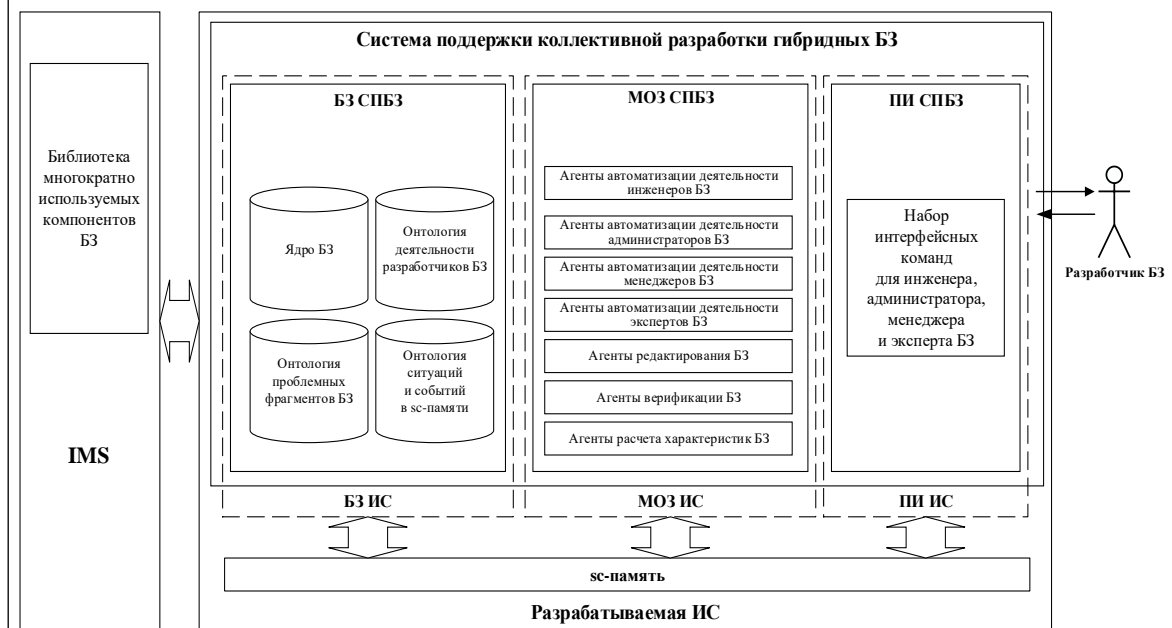 Система поддержки коллективной разработки гибридных БЗ
Библиотека
многократно
используемых
компонентов
БЗ
IMS
БЗ СПБЗ
Ядро БЗ
Онтология
деятельности
разработчиков БЗ
Онтология
проблемных
фрагментов БЗ
Онтология
ситуаций
и событий
в sc-памяти
МОЗ СПБЗ
Агенты автоматизации деятельности
инженеров БЗ
Агенты автоматизации деятельности
администраторов БЗ
Агенты автоматизации деятельности
менеджеров БЗ
Агенты автоматизации деятельности
экспертов БЗ
Агенты редактирования БЗ
Агенты верификации БЗ
Агенты расчета характеристик БЗ
ПИ СПБЗ
Набор
интерфейсных
команд
для инженера,
администратора,
менеджера
и эксперта БЗ
Разработчик БЗ
БЗ ИС
МОЗ ИС
ПИ ИС
sc-память
Разрабатываемая ИС